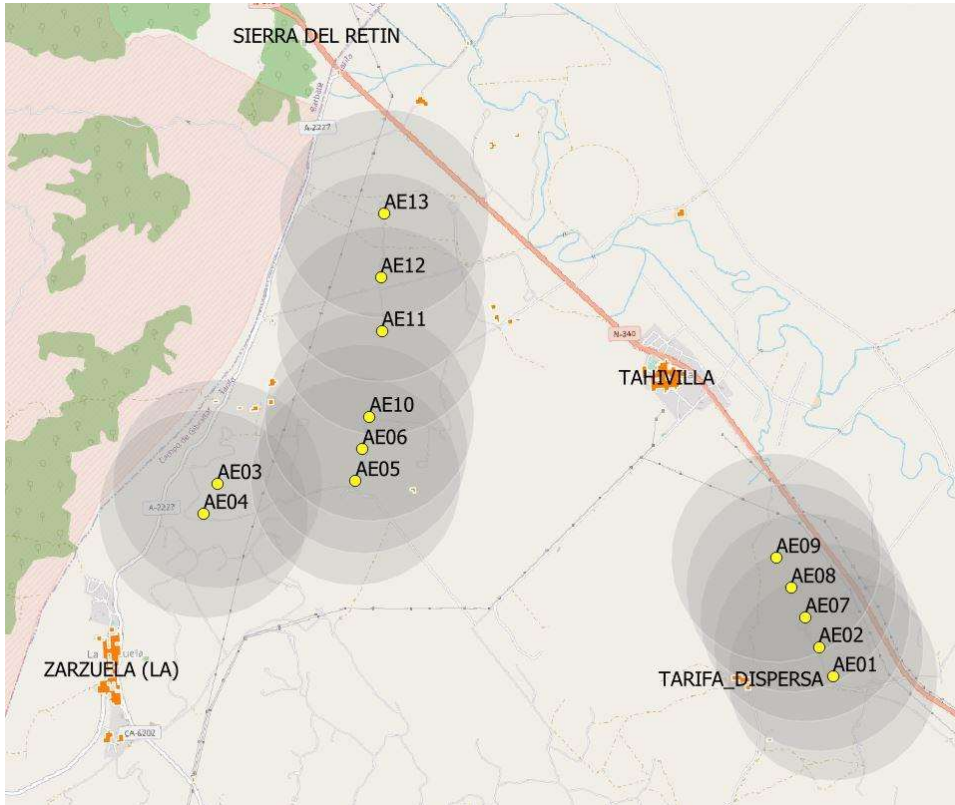 SIERRA DEL RETIN
A-2227
AE13
AE12
AE11
N-340
TAHIVILLA
AE10
AE06
AE03
AE05
AE04
A-2227
AE09
AE08
AE07
AE02
ZARZUELA (LA)
TARIFA_DISPERSA
AE01
CA-6202